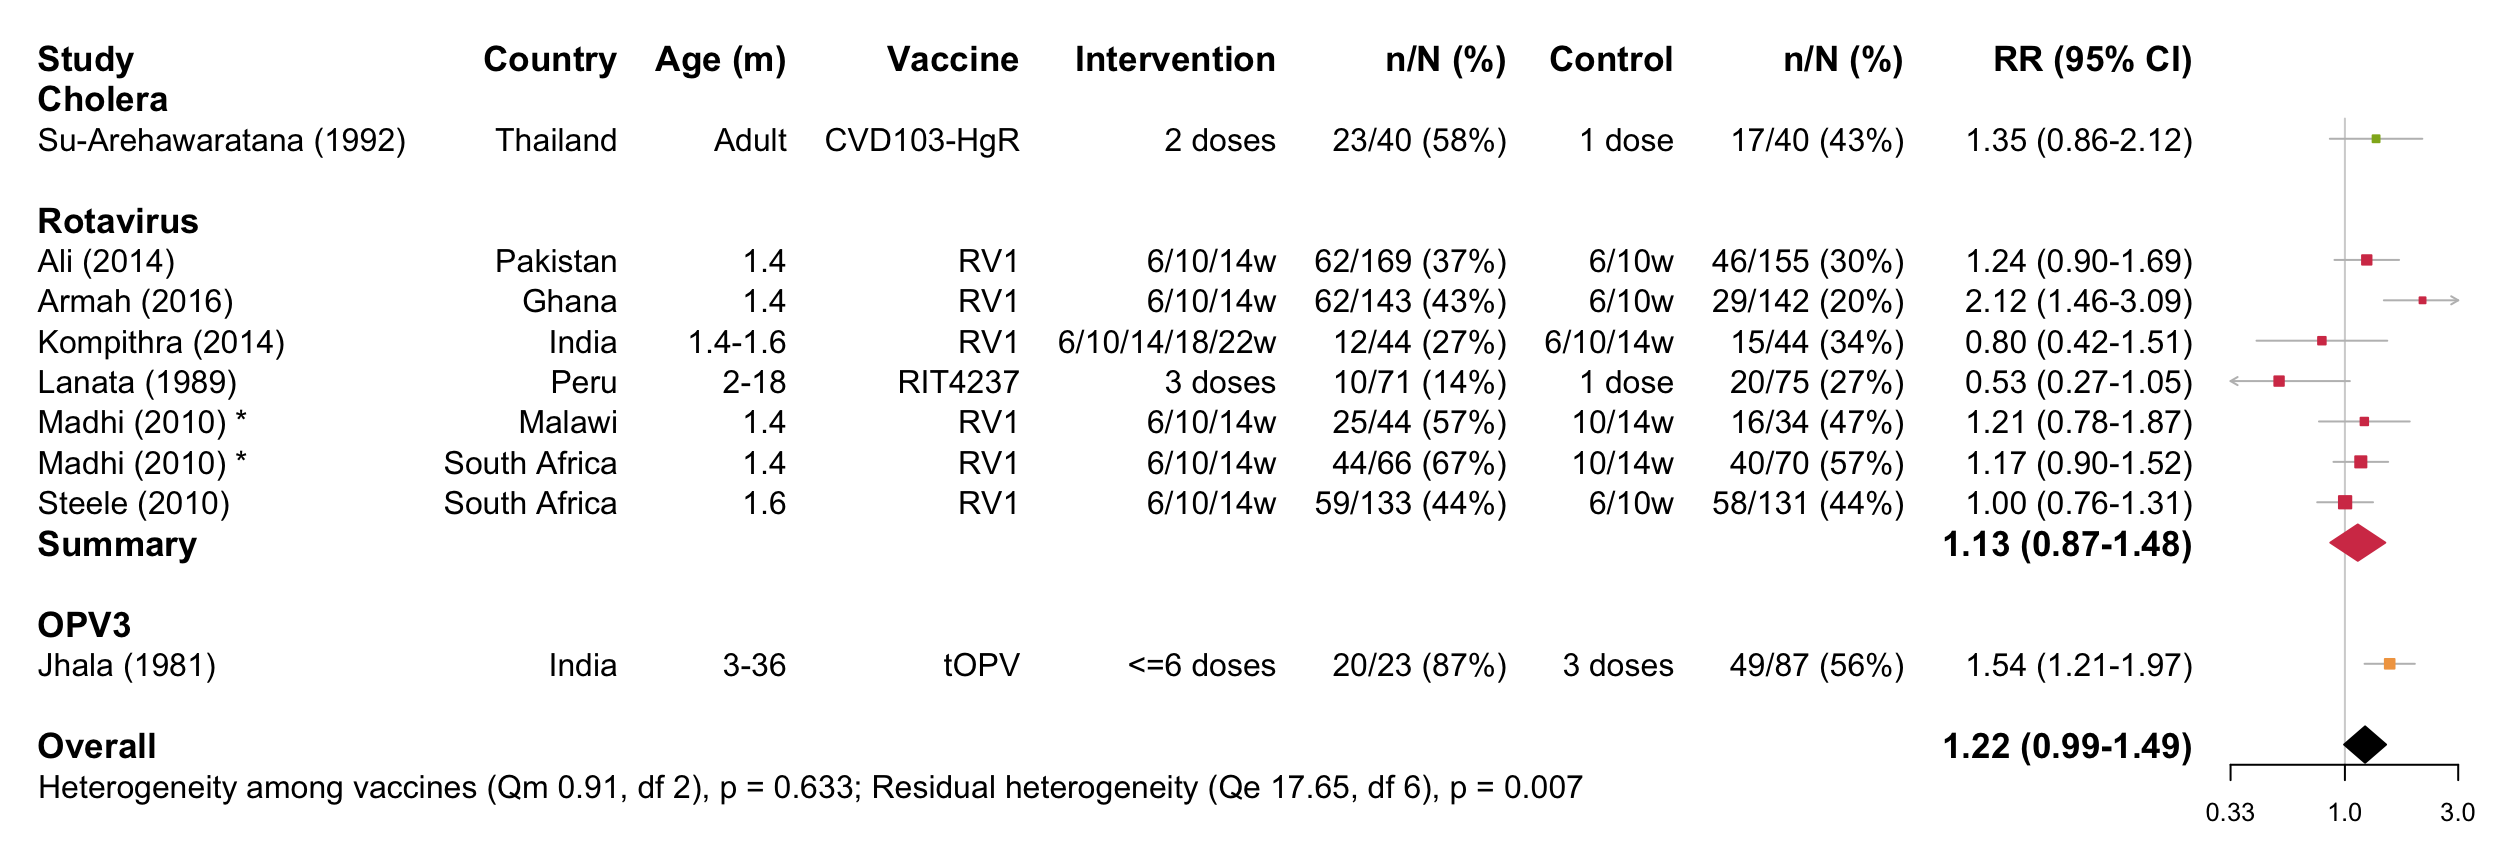 Study Country Age (m) Vaccine Intervention n/N (%) Control n/N (%) RR (95% CI)
Cholera
Su-Arehawaratana (1992) Thailand Adult CVD103-HgR 2 doses 23/40 (58%) 1 dose 17/40 (43%) 1.35 (0.86-2.12)
Rotavirus
Ali (2014) Pakistan 1.4 RV1 6/10/14w 62/169 (37%) 6/10w 46/155 (30%) 1.24 (0.90-1.69)
Armah (2016) Ghana 1.4 RV1 6/10/14w 62/143 (43%) 6/10w 29/142 (20%) 2.12 (1.46-3.09)
Kompithra (2014) India 1.4-1.6 RV1 6/10/14/18/22w 12/44 (27%) 6/10/14w 15/44 (34%) 0.80 (0.42-1.51)
Lanata (1989) Peru 2-18 RIT4237 3 doses 10/71 (14%) 1 dose 20/75 (27%) 0.53 (0.27-1.05)
Madhi (2010) * Malawi 1.4 RV1 6/10/14w 25/44 (57%) 10/14w 16/34 (47%) 1.21 (0.78-1.87)
Madhi (2010) * South Africa 1.4 RV1 6/10/14w 44/66 (67%) 10/14w 40/70 (57%) 1.17 (0.90-1.52)
Steele (2010) South Africa 1.6 RV1 6/10/14w 59/133 (44%) 6/10w 58/131 (44%) 1.00 (0.76-1.31)
Summary 1.13 (0.87-1.48)
OPV3
Jhala (1981) India 3-36 tOPV <=6 doses 20/23 (87%) 3 doses 49/87 (56%) 1.54 (1.21-1.97)
Overall 1.22 (0.99-1.49)
Heterogeneity among vaccines (Qm 0.91, df 2), p = 0.633; Residual heterogeneity (Qe 17.65, df 6), p = 0.007
0.33 1.0 3.0